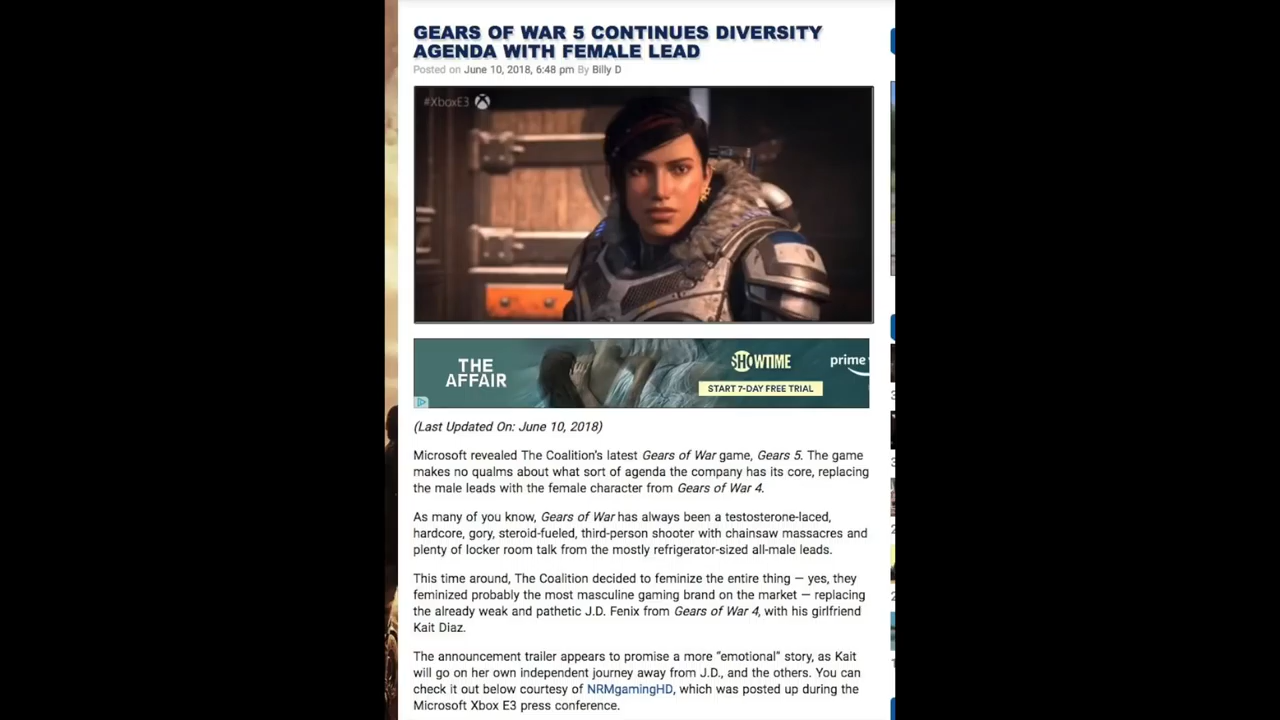 GEARS OF WAR 5 CONTINUES DIVERSITY
AGENDA WITH FEMALE LEAD
Posted on June 10, 2018, 6:48 pm By Billy D
#XboxE3
THE
AFFAIR
SHOWTIME
prime
START 7-DAY FREE TRIAL
(Last Updated On: June 10, 2018)
Microsoft revealed The Coalition's latest Gears of War game, Gears 5. The game
makes no qualms about what sort of agenda the company has its core, replacing
the male leads with the female character from Gears of War 4.
As many of you know, Gears of War has always been a testosterone-laced,
hardcore, gory, steroid-fueled, third-person shooter with chainsaw massacres and
plenty of locker room talk from the mostly refrigerator-sized all-male leads.
This time around, The Coalition decided to feminize the entire thing — yes, they
feminized probably the most masculine gaming brand on the market — replacing
the already weak and pathetic J.D. Fenix from Gears of War 4, with his girlfriend
Kait Diaz.
The announcement trailer appears to promise a more "emotional" story, as Kait
will go on her own independent journey away from J.D., and the others. You can
check it out below courtesy of NRMgamingHD, which was posted up during the
Microsoft Xbox E3 press conference.